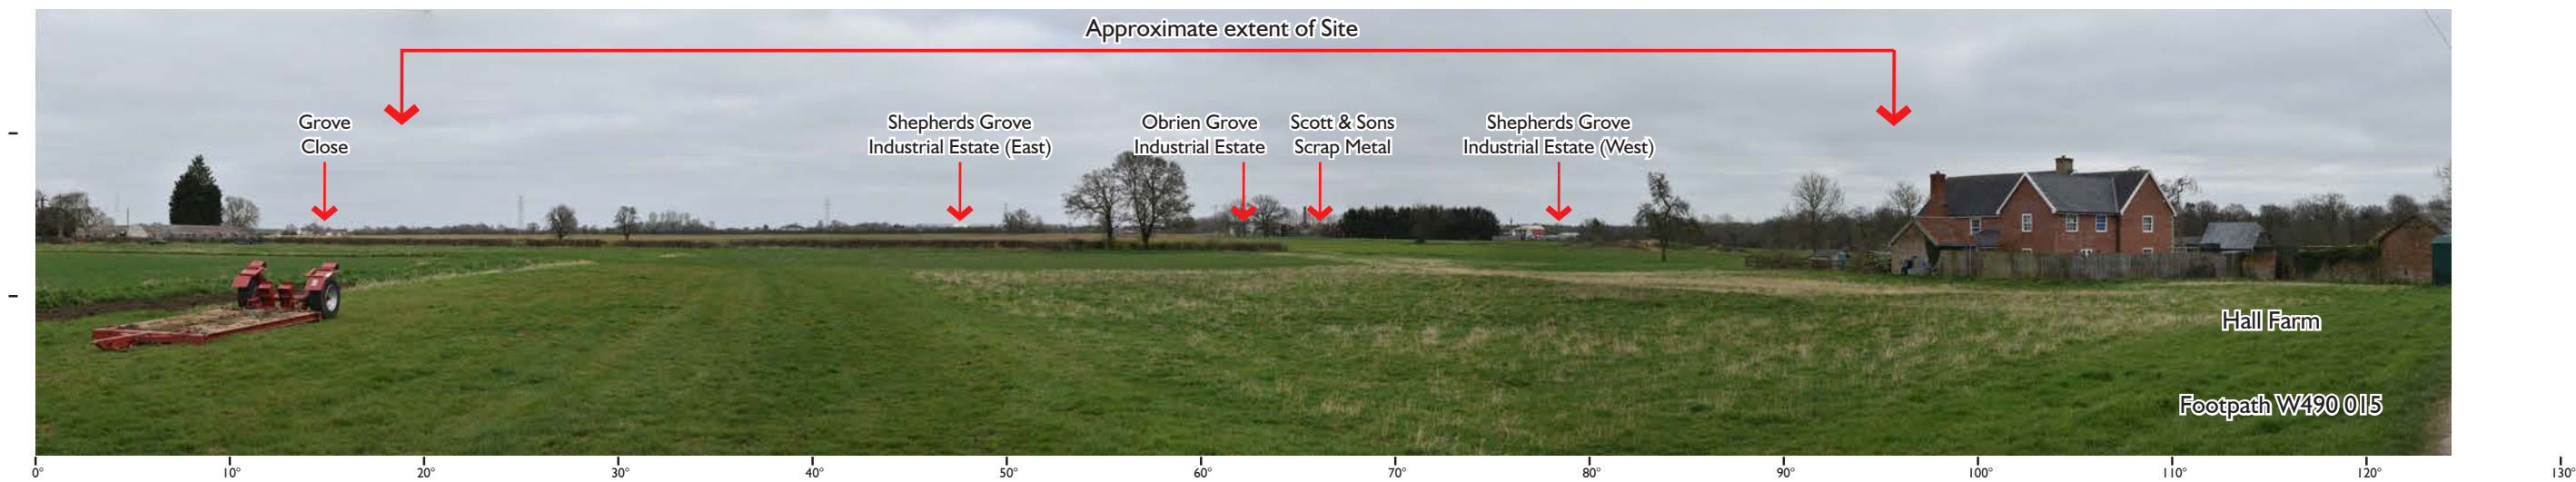 Approximate extent of Site
Grove
Close
Shepherds Grove
Industrial Estate (East)
Obrien Grove
Industrial Estate
Scott & Sons
Scrap Metal
Shepherds Grove
Industrial Estate (West)
Hall Farm
Footpath W490 015
0° 10° 20° 30° 40° 50° 60° 70° 80° 90° 100° 110° 120° 130°